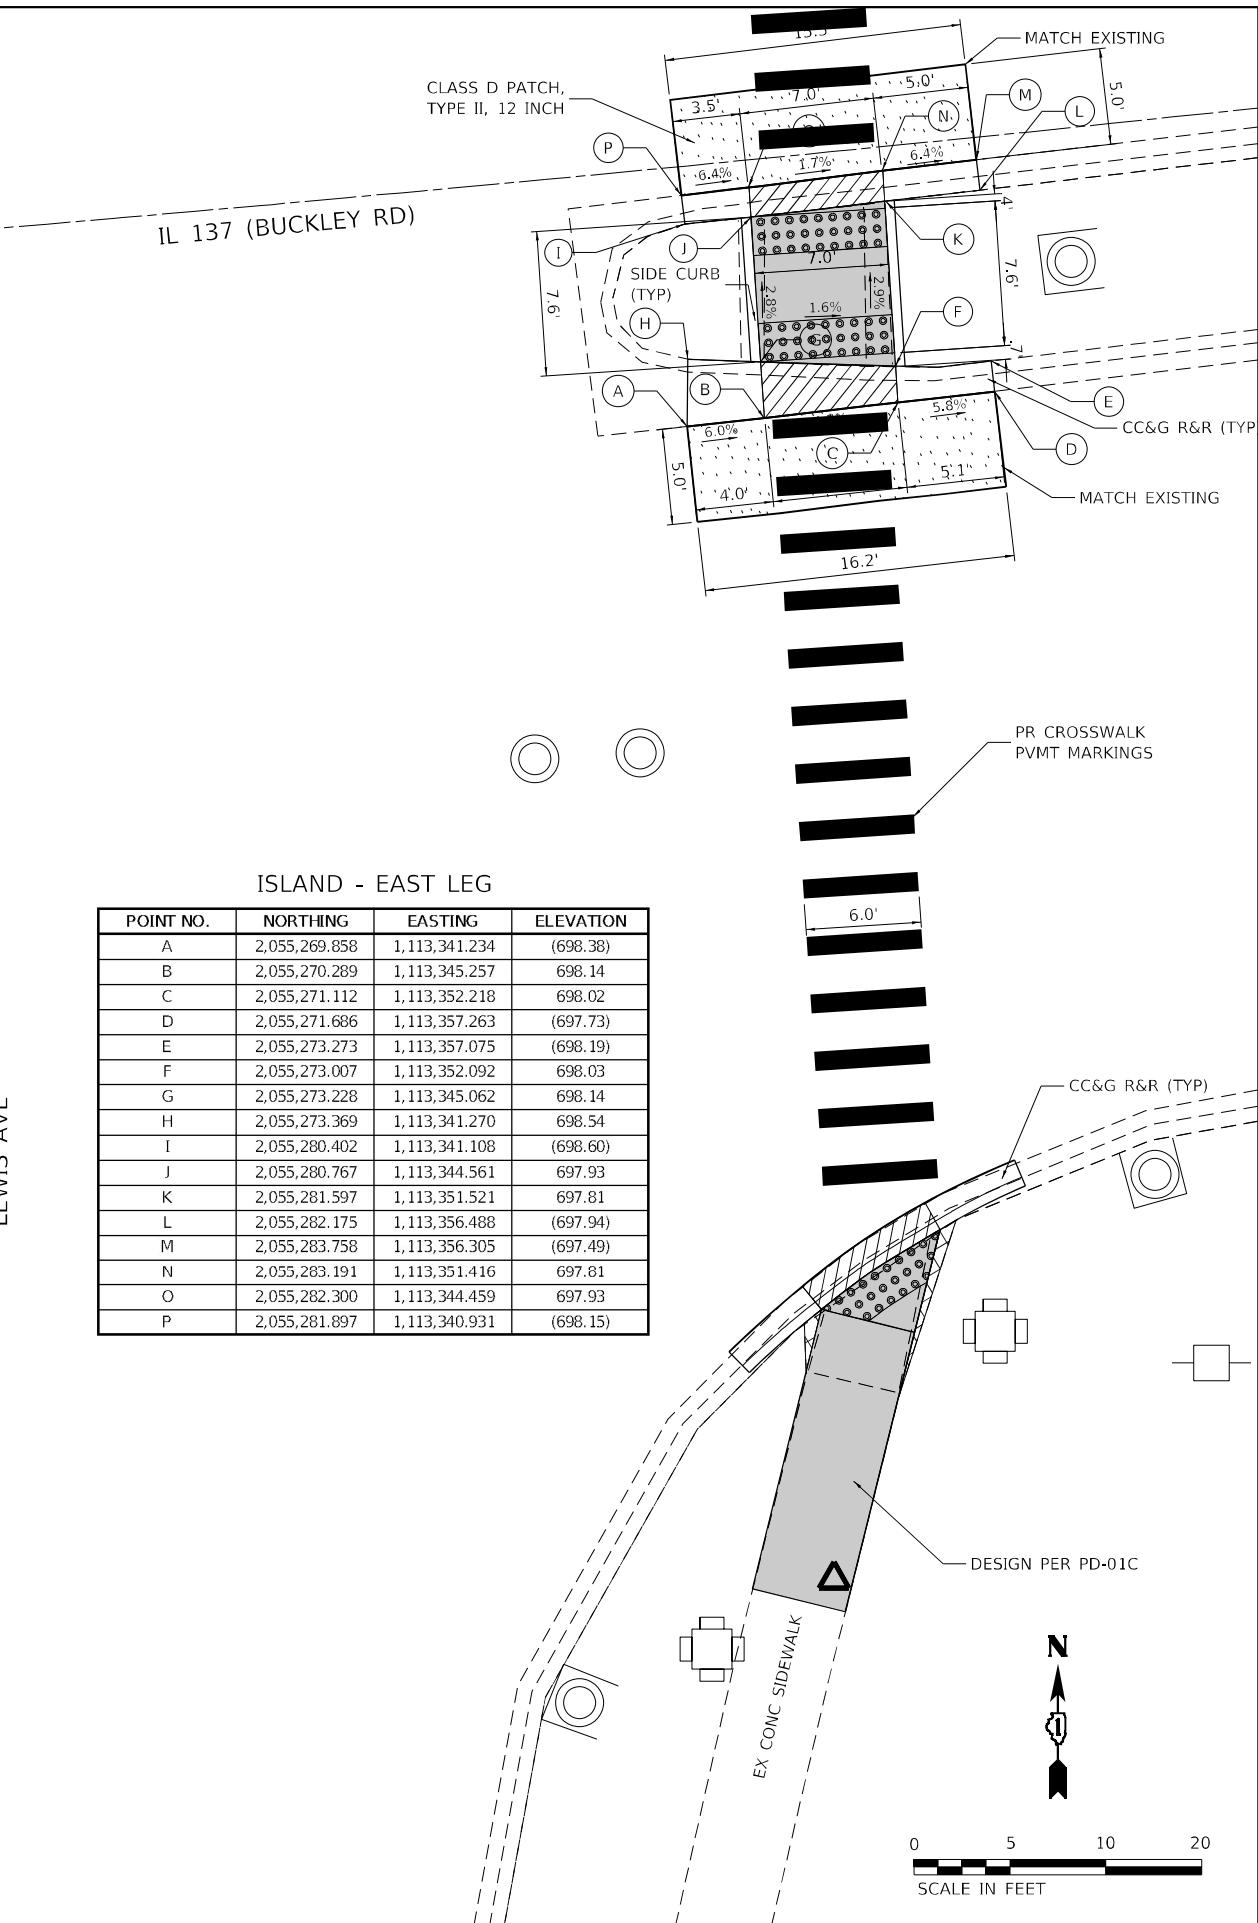 15.5'
MATCH EXISTING
CLASS D PATCH,
TYPE II, 12 INCH
3.5'
7.0'
5.0'
5.0'
M
L
N
P
6.4%
1.7%
6.4%
IL 137 (BUCKLEY RD)
I
J
K
.4'
SIDE CURB
(TYP)
7.0'
7.6'
7.6'
2.8%
2.9%
1.6%
H
F
G
.7'
A
B
E
6.0%
5.8%
CC&G R&R (TYP
C
D
5.0'
4.0'
5.1'
MATCH EXISTING
16.2'
PR CROSSWALK
PVMT MARKINGS
6.0'
ISLAND - EAST LEG
POINT NO. NORTHING EASTING ELEVATION
A 2,055,269.858 1,113,341.234 (698.38)
B 2,055,270.289 1,113,345.257 698.14
C 2,055,271.112 1,113,352.218 698.02
D 2,055,271.686 1,113,357.263 (697.73)
E 2,055,273.273 1,113,357.075 (698.19)
F 2,055,273.007 1,113,352.092 698.03
G 2,055,273.228 1,113,345.062 698.14
H 2,055,273.369 1,113,341.270 698.54
I 2,055,280.402 1,113,341.108 (698.60)
J 2,055,280.767 1,113,344.561 697.93
K 2,055,281.597 1,113,351.521 697.81
L 2,055,282.175 1,113,356.488 (697.94)
M 2,055,283.758 1,113,356.305 (697.49)
N 2,055,283.191 1,113,351.416 697.81
O 2,055,282.300 1,113,344.459 697.93
P 2,055,281.897 1,113,340.931 (698.15)
LEWIS AVE
CC&G R&R (TYP)
DESIGN PER PD-01C
EX CONC SIDEWALK
N
1
0 5 10 20
SCALE IN FEET